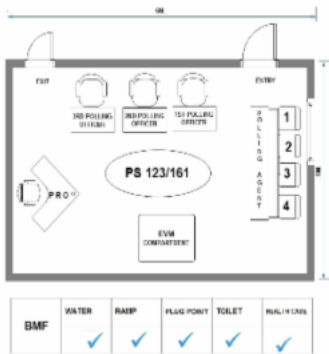 EXIT
ENTRY
3RD POLLING
OFFICER
2ND POLLING
OFFICER
1ST POLLING
OFFICER
POLLING AGENT
1
2
3
4
PRO
PS 123/161
EVM
COMPARTMENT
BMF
WATER
RAMP
PLUG POINT
TOILET
HEALTH CARE